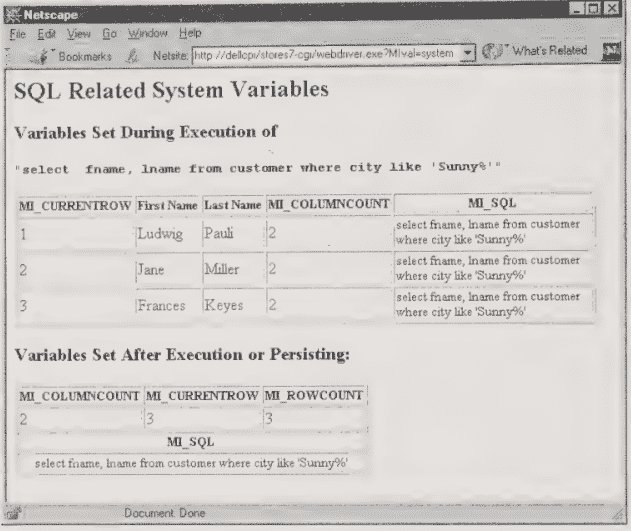 Netscape
File Edit View Go Window Help
Bookmarks Netsite: http://dellcpi/stores7-cgi/webdriver.exe?MIval=system What's Related
SQL Related System Variables
Variables Set During Execution of
"select fname, lname from customer where city like 'Sunny%'"
MI_CURRENTROW First Name Last Name MI_COLUMNCOUNT MI_SQL
1 Ludwig Pauli 2 select fname, lname from customer
where city like 'Sunny%'
2 Jane Miller 2 select fname, lname from customer
where city like 'Sunny%'
3 Frances Keyes 2 select fname, lname from customer
where city like 'Sunny%'
Variables Set After Execution or Persisting:
MI_COLUMNCOUNT MI_CURRENTROW MI_ROWCOUNT
2 3 3
MI_SQL
select fname, lname from customer where city like 'Sunny%'
Document: Done